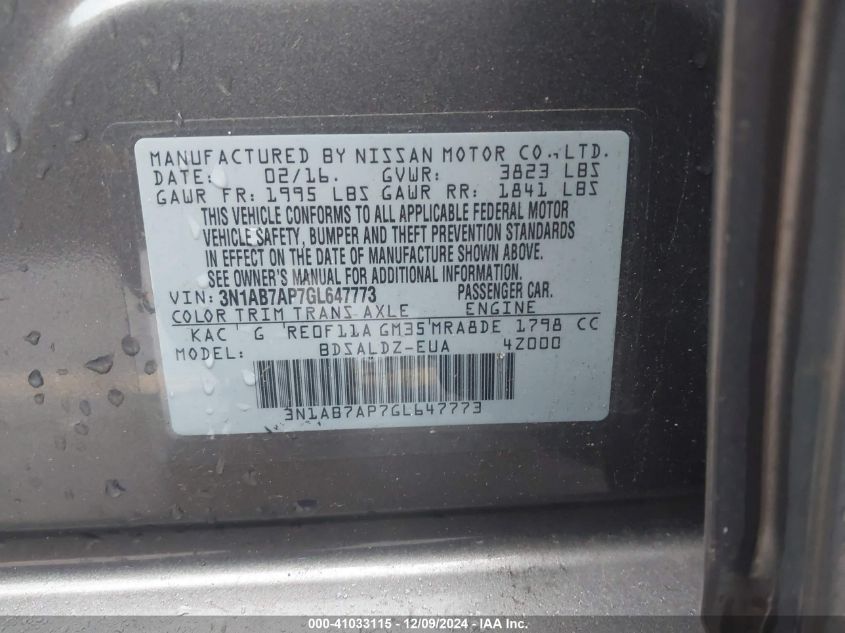 MANUFACTURED BY NISSAN MOTOR CO., LTD.
DATE: 02/16. GVWR: 3823 LBS
GAWR FR: 1995 LBS GAWR RR: 1841 LBS
THIS VEHICLE CONFORMS TO ALL APPLICABLE FEDERAL MOTOR
VEHICLE SAFETY, BUMPER AND THEFT PREVENTION STANDARDS
IN EFFECT ON THE DATE OF MANUFACTURE SHOWN ABOVE.
SEE OWNER'S MANUAL FOR ADDITIONAL INFORMATION.
VIN: 3N1AB7AP7GL647773 PASSENGER CAR.
COLOR TRIM TRANS AXLE ENGINE
KAC G RE0F11A GM35 MRA8DE 1798 CC
MODEL: BDSALDZ-EUA 4Z000
3N1AB7AP7GL647773
000-41033115 - 12/09/2024 - IAA Inc.